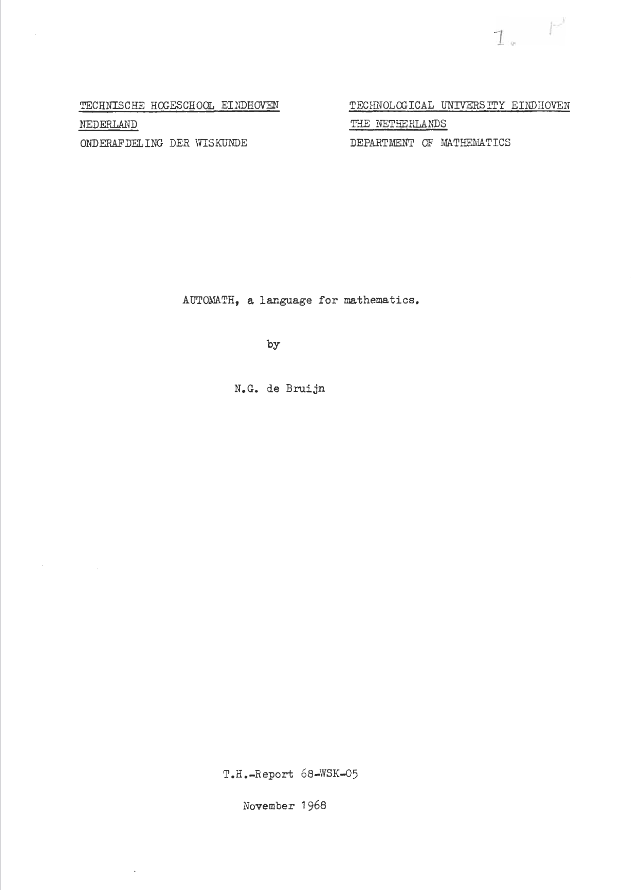 1.
TECHNISCHE HOGESCHOOL EINDHOVEN
NEDERLAND
ONDERAFDELING DER WISKUNDE
TECHNOLOGICAL UNIVERSITY EINDHOVEN
THE NETHERLANDS
DEPARTMENT OF MATHEMATICS
AUTOMATH, a language for mathematics.
by
N.G. de Bruijn
T.H.-Report 68-WSK-05
November 1968